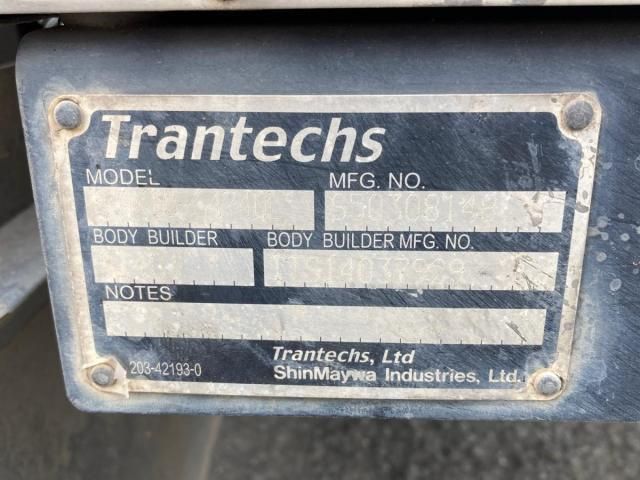 Trantechs
MODEL
MFG. NO.
BODY BUILDER
BODY BUILDER MFG. NO.
NOTES
203-42193-0
Trantechs, Ltd
ShinMaywa Industries, Ltd.